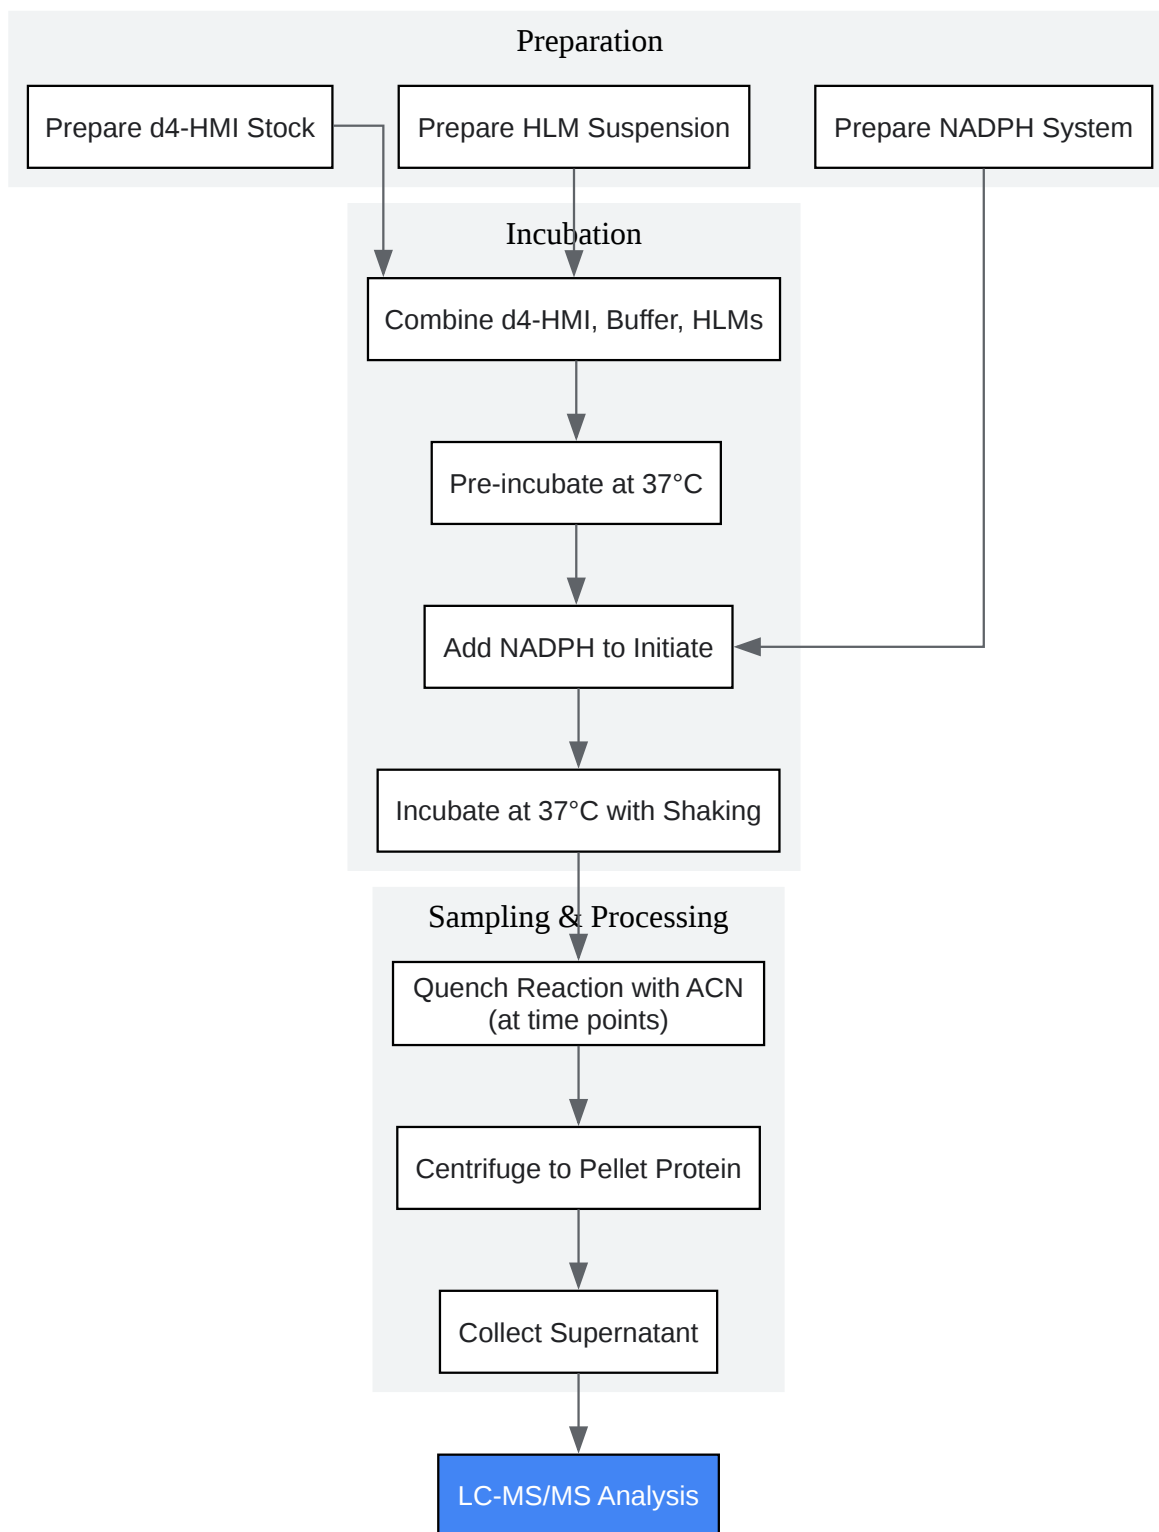 Preparation
Prepare d4-HMI Stock
Prepare HLM Suspension
Prepare NADPH System
Incubation
Combine d4-HMI, Buffer, HLMs
Pre-incubate at 37°C
Add NADPH to Initiate
Incubate at 37°C with Shaking
Sampling & Processing
Quench Reaction with ACN
(at time points)
Centrifuge to Pellet Protein
Collect Supernatant
LC-MS/MS Analysis